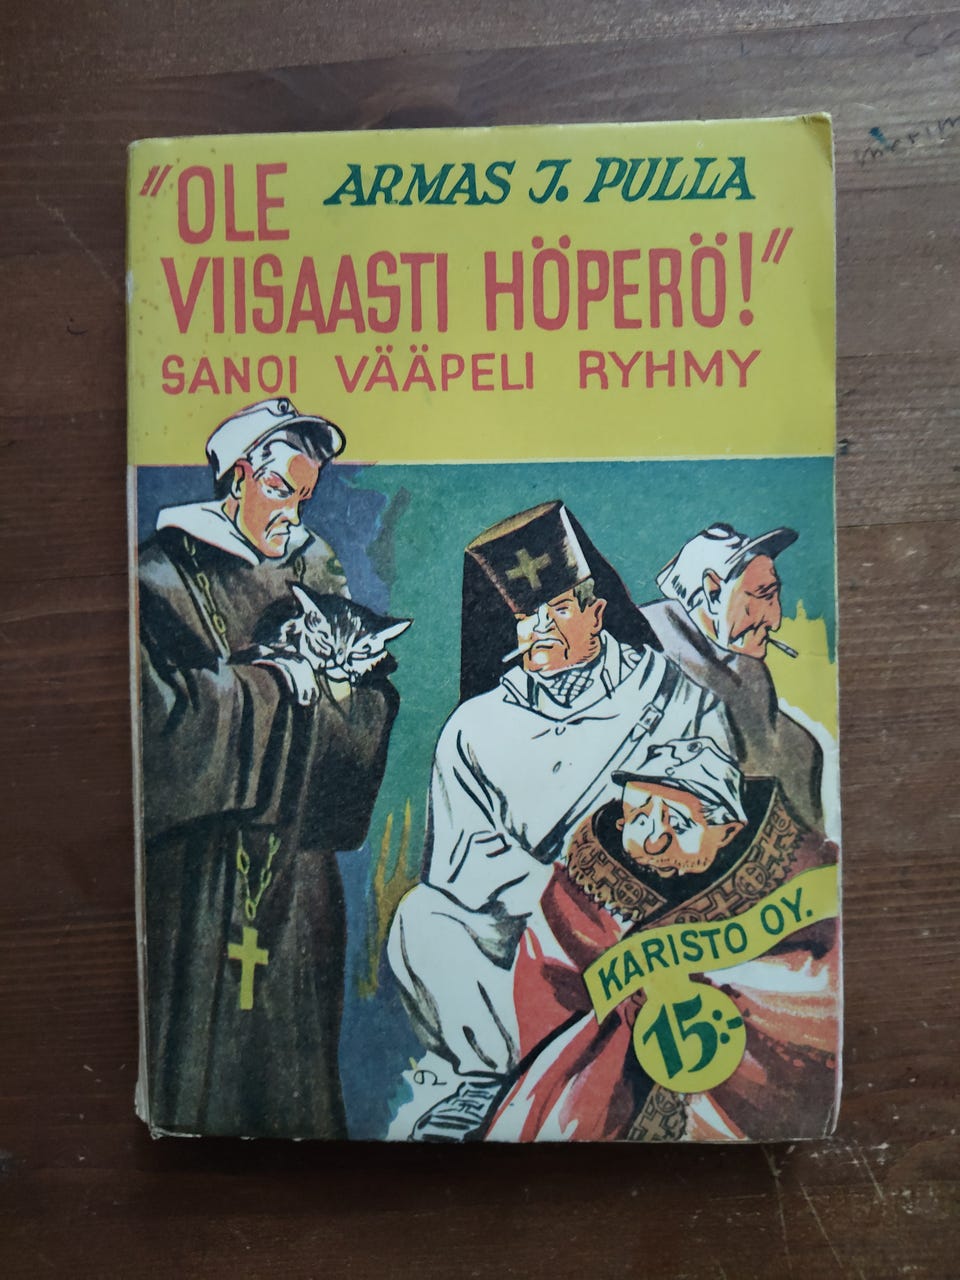 ARMAS J. PULLA
"OLE
VIISAASTI HÖPERÖ!"
SANOI VÄÄPELI RYHMY
KARISTO OY.
15:-